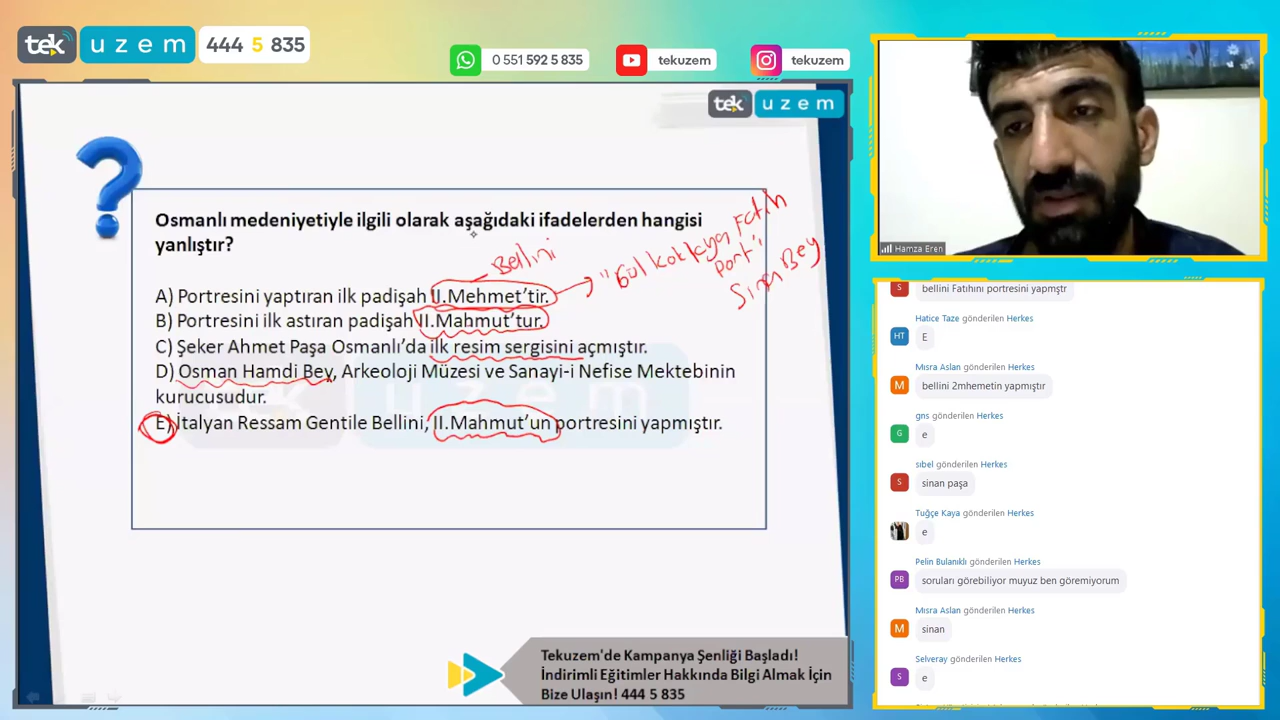 tek uzem 444 5 835
0 551 592 5 835 tekuzem tekuzem
tek uzem
Osmanlı medeniyetiyle ilgili olarak aşağıdaki ifadelerden hangisi
yanlıştır?
Bellini
"Gül Koklayan Fatih
Port"
Sinan Bey
A) Portresini yaptıran ilk padişah II.Mehmet'tir.
B) Portresini ilk astıran padişah II.Mahmut'tur.
C) Şeker Ahmet Paşa Osmanlı'da ilk resim sergisini açmıştır.
D) Osman Hamdi Bey, Arkeoloji Müzesi ve Sanayi-i Nefise Mektebinin
kurucusudur.
E) İtalyan Ressam Gentile Bellini, II.Mahmut'un portresini yapmıştır.
uzem
Tekuzem'de Kampanya Şenliği Başladı!
İndirimli Eğitimler Hakkında Bilgi Almak İçin
Bize Ulaşın! 444 5 835
Hamza Eren
S
bellini Fatihını portresini yapmştr
Hatice Taze gönderilen Herkes
HT
E
Mısra Aslan gönderilen Herkes
M
bellini 2mhemetin yapmıştır
gns gönderilen Herkes
G
e
sıbel gönderilen Herkes
S
sinan paşa
Tuğçe Kaya gönderilen Herkes
e
Pelin Bulanıklı gönderilen Herkes
PB
soruları görebiliyor muyuz ben göremiyorum
Mısra Aslan gönderilen Herkes
M
sinan
Selveray gönderilen Herkes
S
e